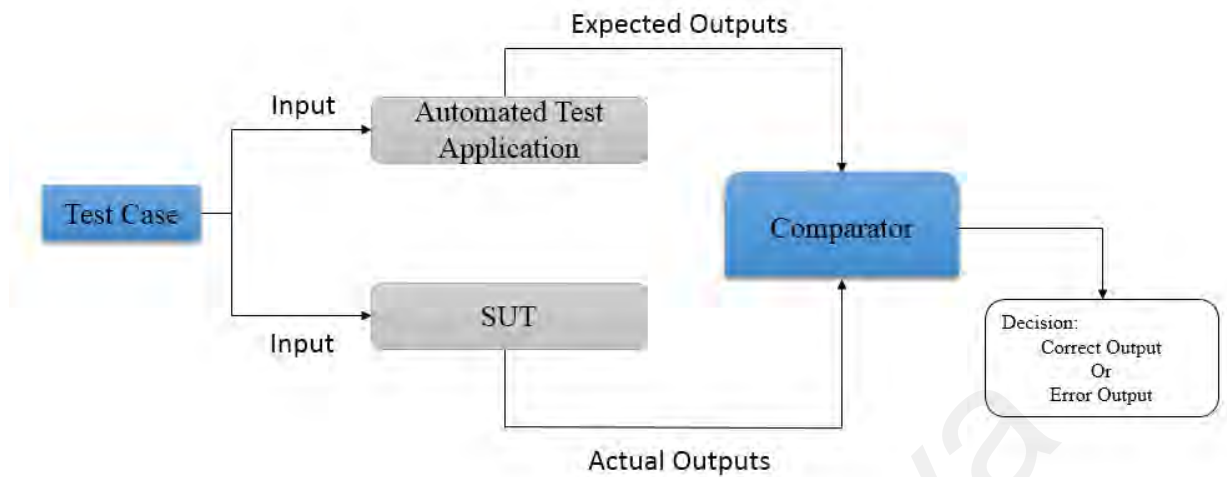 Expected Outputs
Input
Automated Test
Application
Test Case
Comparator
SUT
Input
Decision:
Correct Output
Or
Error Output
Actual Outputs